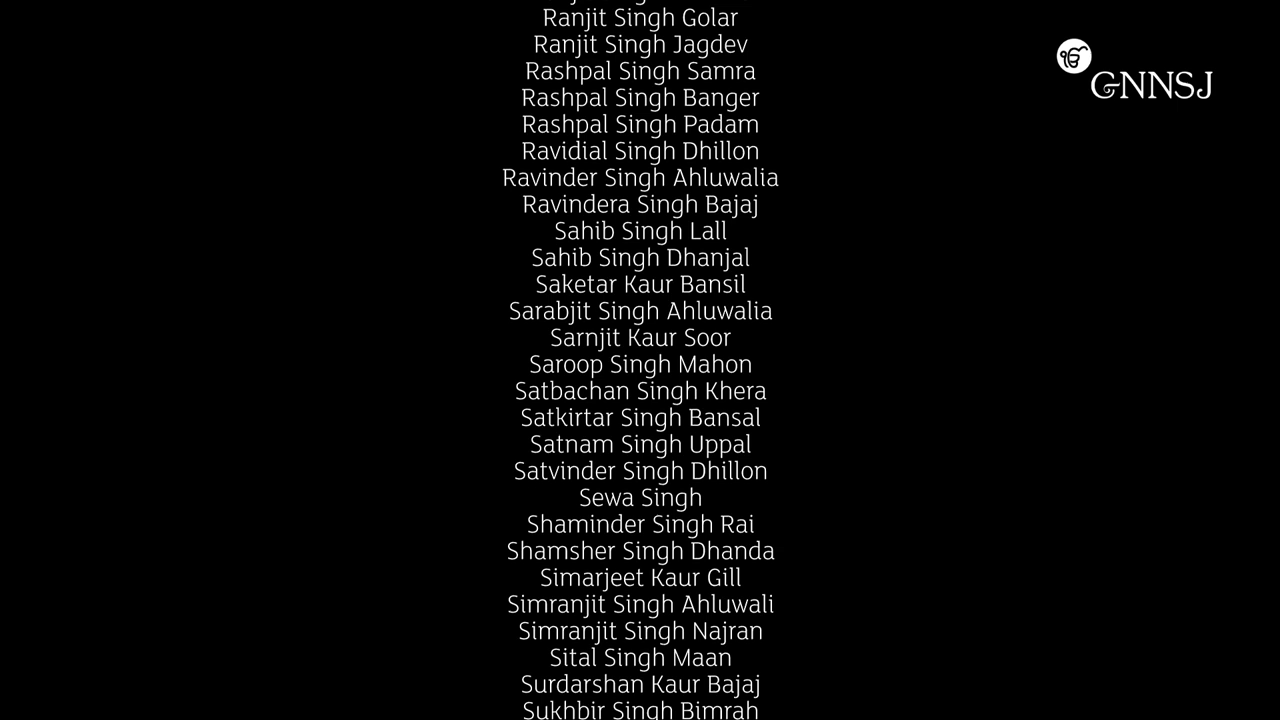 Ranjit Singh Golar
Ranjit Singh Jagdev
Rashpal Singh Samra
Rashpal Singh Banger
Rashpal Singh Padam
Ravidial Singh Dhillon
Ravinder Singh Ahluwalia
Ravindera Singh Bajaj
Sahib Singh Lall
Sahib Singh Dhanjal
Saketar Kaur Bansil
Sarabjit Singh Ahluwalia
Sarnjit Kaur Soor
Saroop Singh Mahon
Satbachan Singh Khera
Satkirtar Singh Bansal
Satnam Singh Uppal
Satvinder Singh Dhillon
Sewa Singh
Shaminder Singh Rai
Shamsher Singh Dhanda
Simarjeet Kaur Gill
Simranjit Singh Ahluwali
Simranjit Singh Najran
Sital Singh Maan
Surdarshan Kaur Bajaj
Sukhbir Singh Bimrah
ੴ
GNNSJ